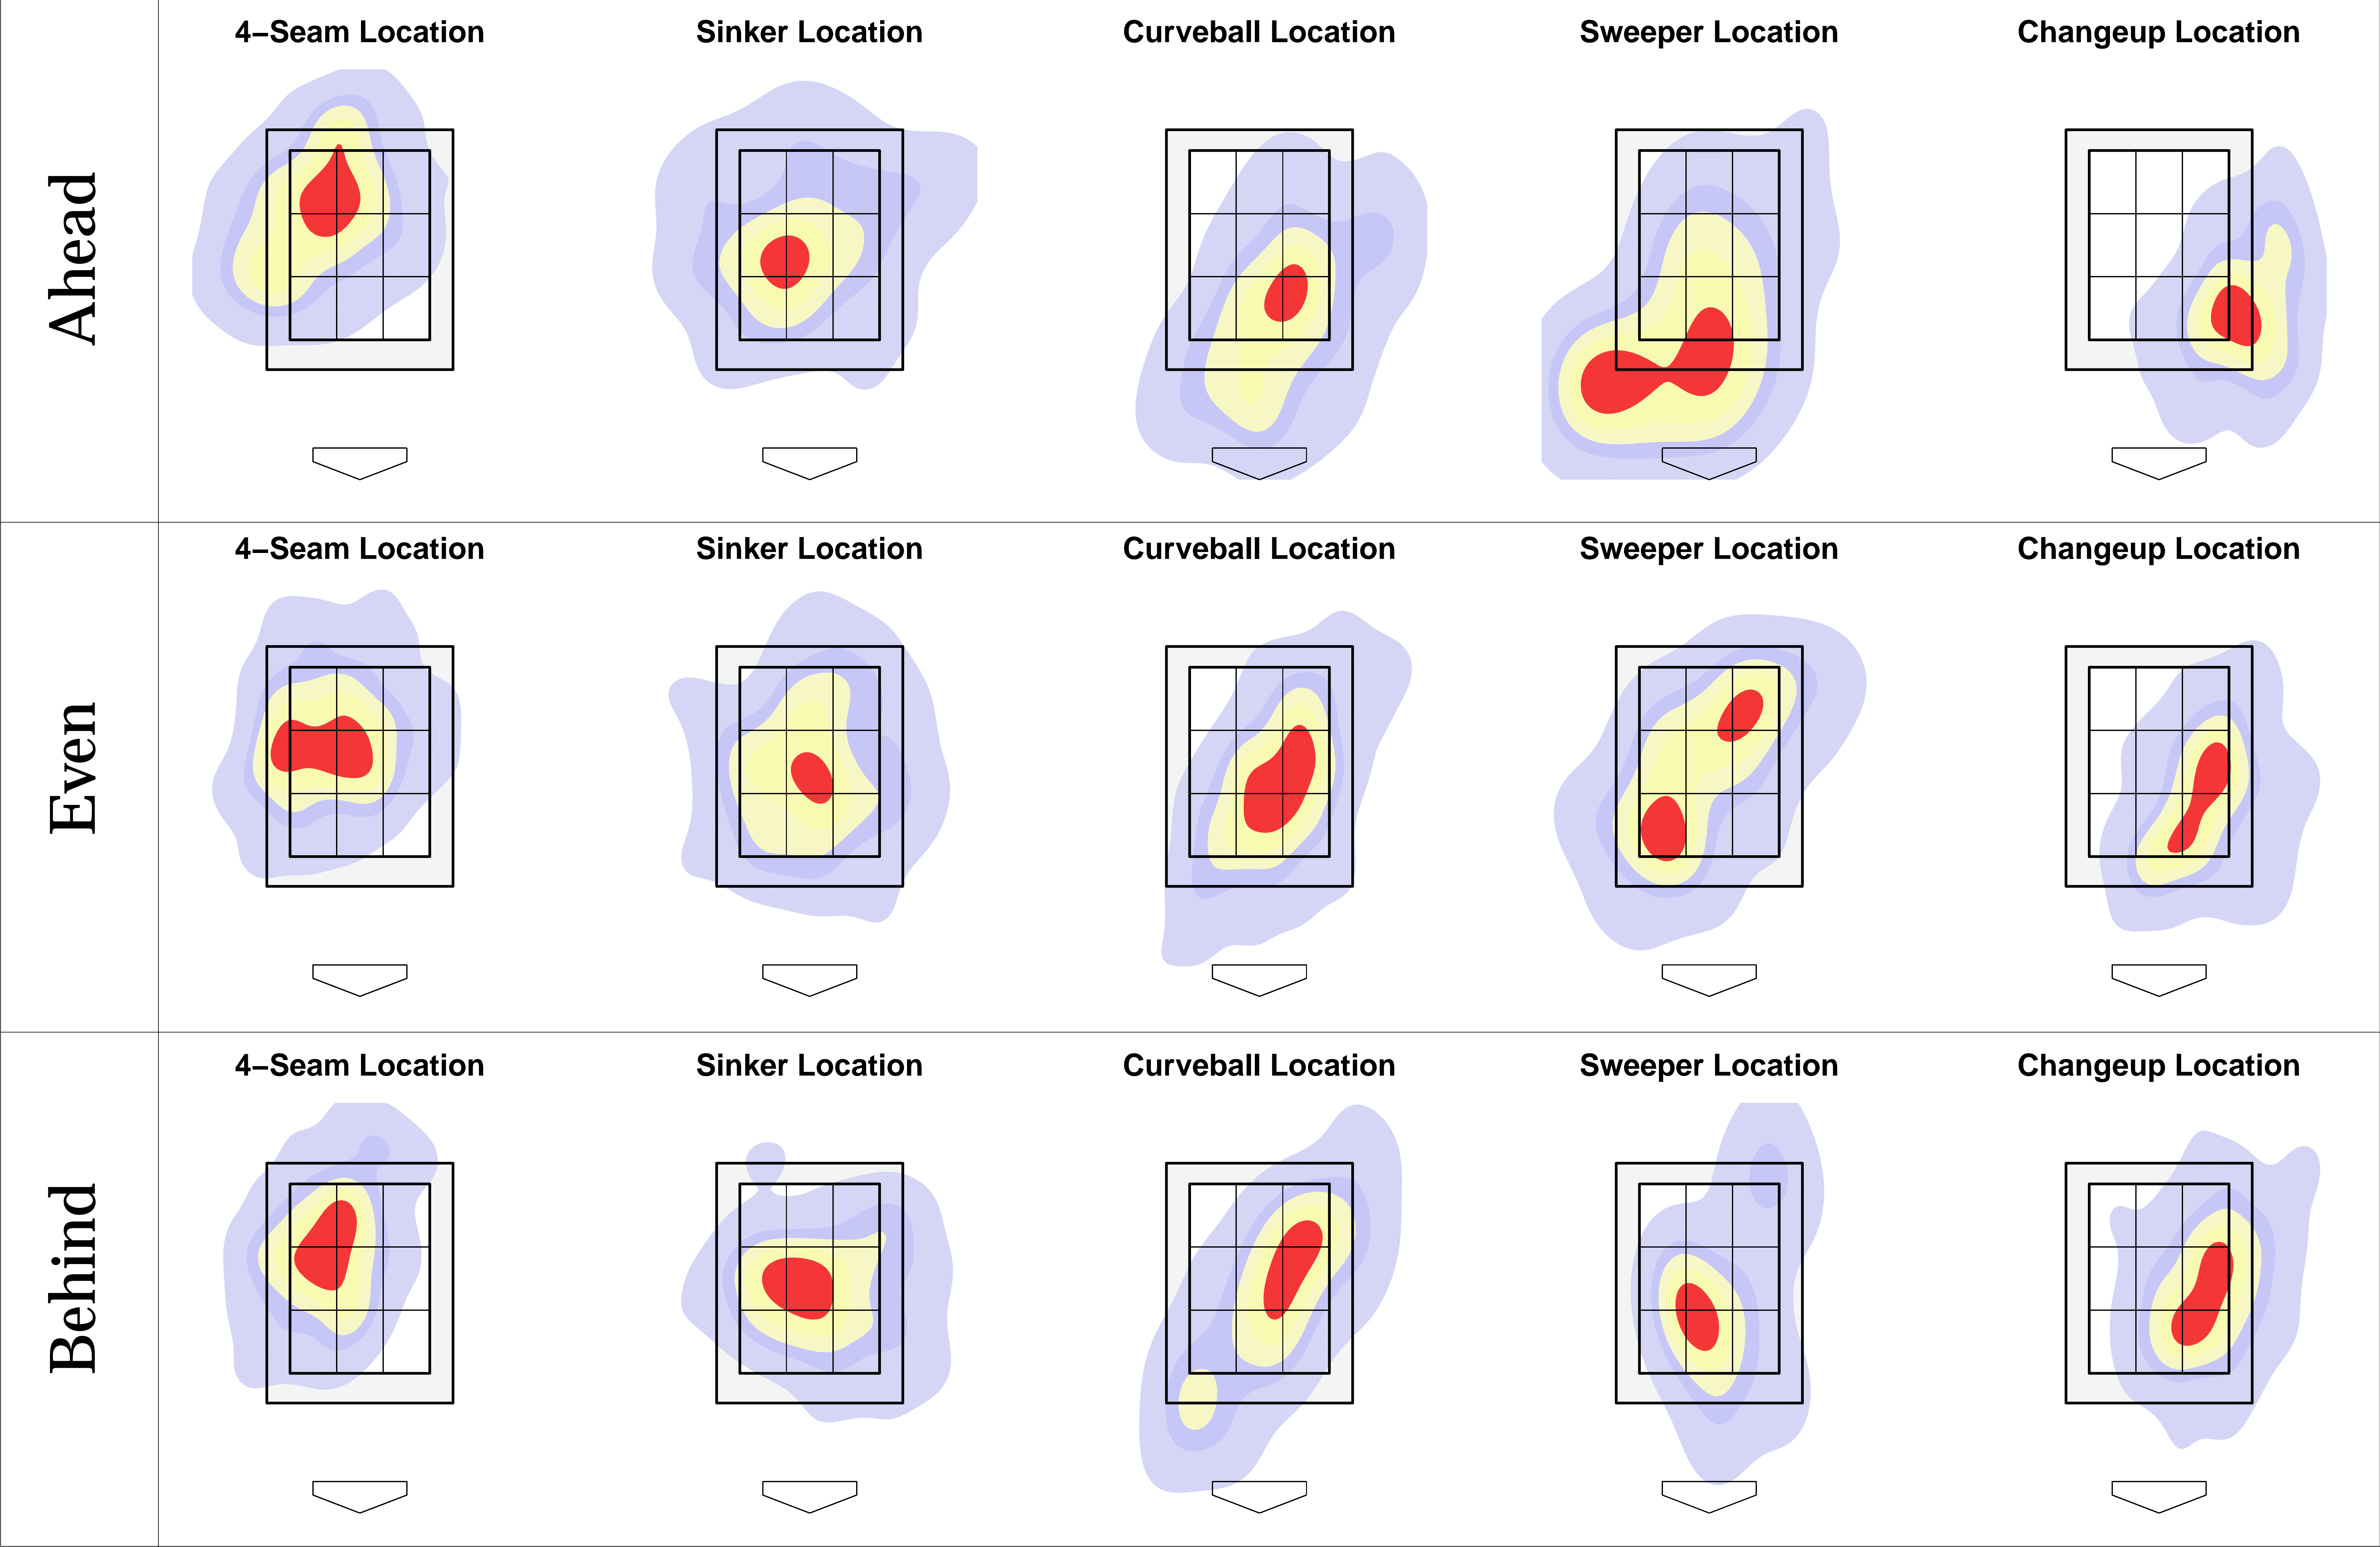 4−Seam Location
Sinker Location
Curveball Location
Sweeper Location
Changeup Location
Ahead
4−Seam Location
Sinker Location
Curveball Location
Sweeper Location
Changeup Location
Even
4−Seam Location
Sinker Location
Curveball Location
Sweeper Location
Changeup Location
Behind